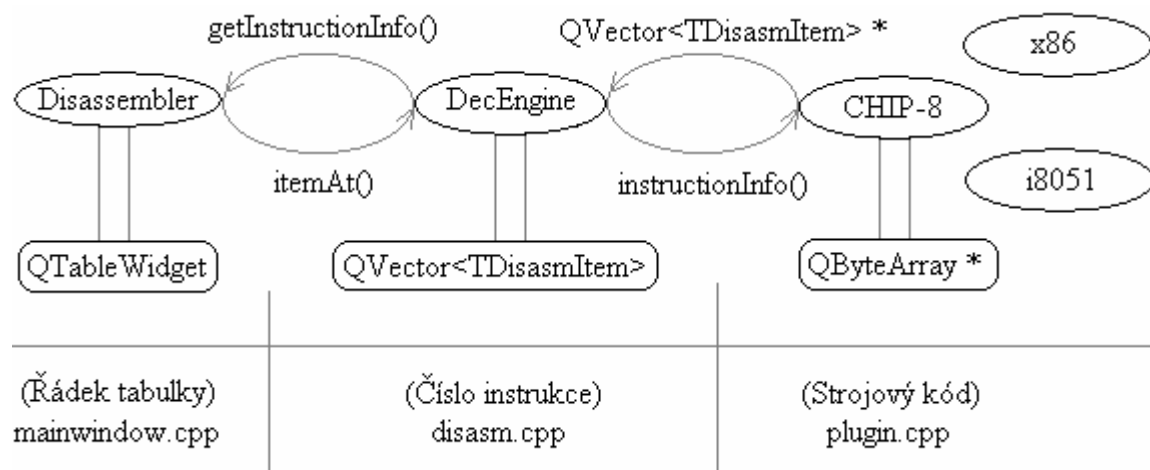 getInstructionInfo()
QVector<TDisasmItem> *
x86
Disassembler
DecEngine
CHIP-8
itemAt()
instructionInfo()
i8051
QTableWidget
QVector<TDisasmItem>
QByteArray *
(Řádek tabulky)
mainwindow.cpp
(Číslo instrukce)
disasm.cpp
(Strojový kód)
plugin.cpp